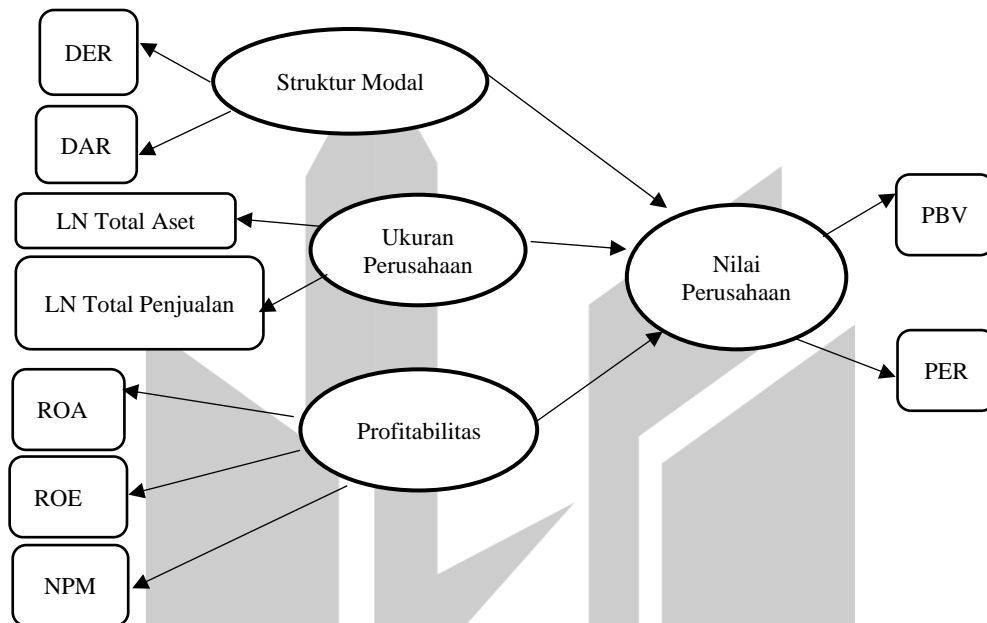 DER
Struktur Modal
DAR
LN Total Aset
Ukuran
Perusahaan
PBV
LN Total Penjualan
Nilai
Perusahaan
ROA
Profitabilitas
PER
ROE
NPM